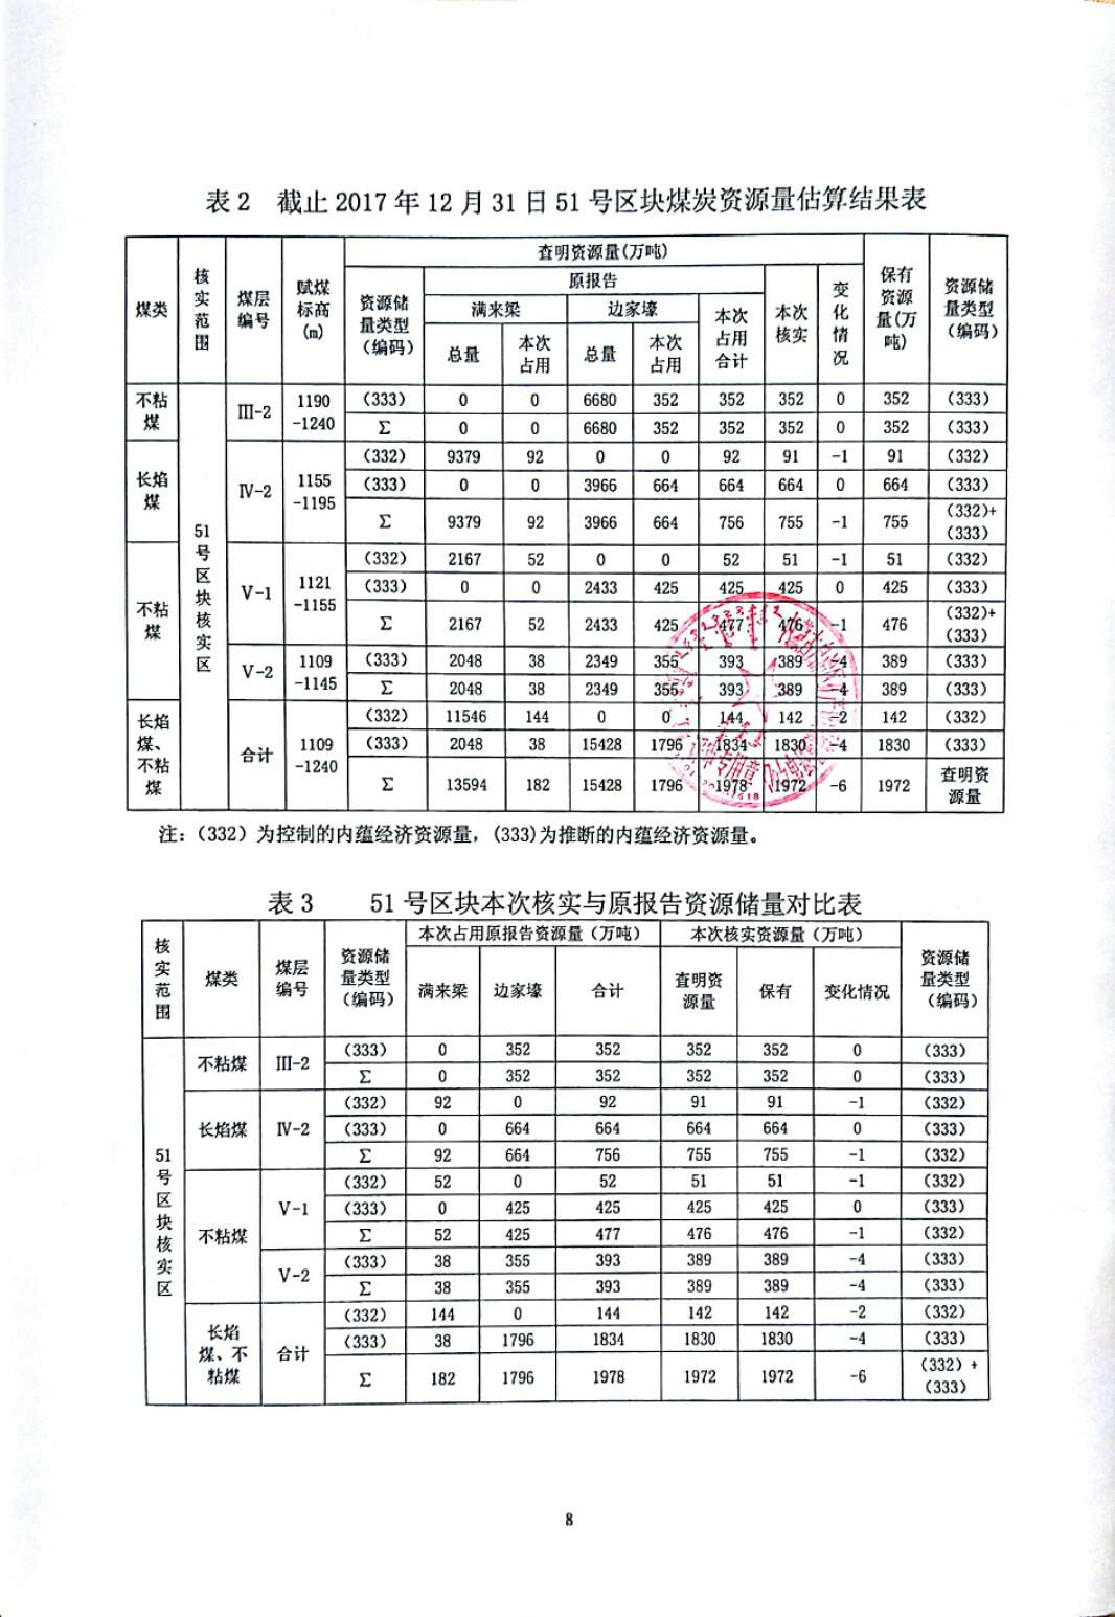 表2 截止 2017 年 12 月 31 日 51 号区块煤炭资源量估算结果表
煤类 核实范围 煤层编号 赋煤标高(m) 查明资源量(万吨) 保有资源量(万吨) 资源储量类型(编码)
资源储量类型(编码) 原报告 本次核实 变化情况
满来梁 边家壕 本次占用合计
总量 本次占用 总量 本次占用
不粘煤 51号区块核实区 Ⅲ-2 1190-1240 (333) 0 0 6680 352 352 352 0 352 (333)
Σ 0 0 6680 352 352 352 0 352 (333)
长焰煤 Ⅳ-2 1155-1195 (332) 9379 92 0 0 92 91 -1 91 (332)
(333) 0 0 3966 664 664 664 0 664 (333)
Σ 9379 92 3966 664 756 755 -1 755 (332)+(333)
不粘煤 Ⅴ-1 1121-1155 (332) 2167 52 0 0 52 51 -1 51 (332)
(333) 0 0 2433 425 425 425 0 425 (333)
Σ 2167 52 2433 425 477 476 -1 476 (332)+(333)
Ⅴ-2 1109-1145 (333) 2048 38 2349 355 393 389 -4 389 (333)
Σ 2048 38 2349 355 393 389 -4 389 (333)
长焰煤、不粘煤 合计 1109-1240 (332) 11546 144 0 0 144 142 -2 142 (332)
(333) 2048 38 15428 1796 1834 1830 -4 1830 (333)
Σ 13594 182 15428 1796 1978 1972 -6 1972 查明资源量
注:(332)为控制的内蕴经济资源量,(333)为推断的内蕴经济资源量。
表3 51 号区块本次核实与原报告资源储量对比表
核实范围 煤类 煤层编号 资源储量类型(编码) 本次占用原报告资源量(万吨) 本次核实资源量(万吨) 资源储量类型(编码)
满来梁 边家壕 合计 查明资源量 保有 变化情况
51号区块核实区 不粘煤 Ⅲ-2 (333) 0 352 352 352 352 0 (333)
Σ 0 352 352 352 352 0 (333)
长焰煤 Ⅳ-2 (332) 92 0 92 91 91 -1 (332)
(333) 0 664 664 664 664 0 (333)
Σ 92 664 756 755 755 -1 (332)
不粘煤 Ⅴ-1 (332) 52 0 52 51 51 -1 (332)
(333) 0 425 425 425 425 0 (333)
Σ 52 425 477 476 476 -1 (332)
Ⅴ-2 (333) 38 355 393 389 389 -4 (333)
Σ 38 355 393 389 389 -4 (333)
长焰煤、不粘煤 合计 (332) 144 0 144 142 142 -2 (332)
(333) 38 1796 1834 1830 1830 -4 (333)
Σ 182 1796 1978 1972 1972 -6 (332)+(333)
8